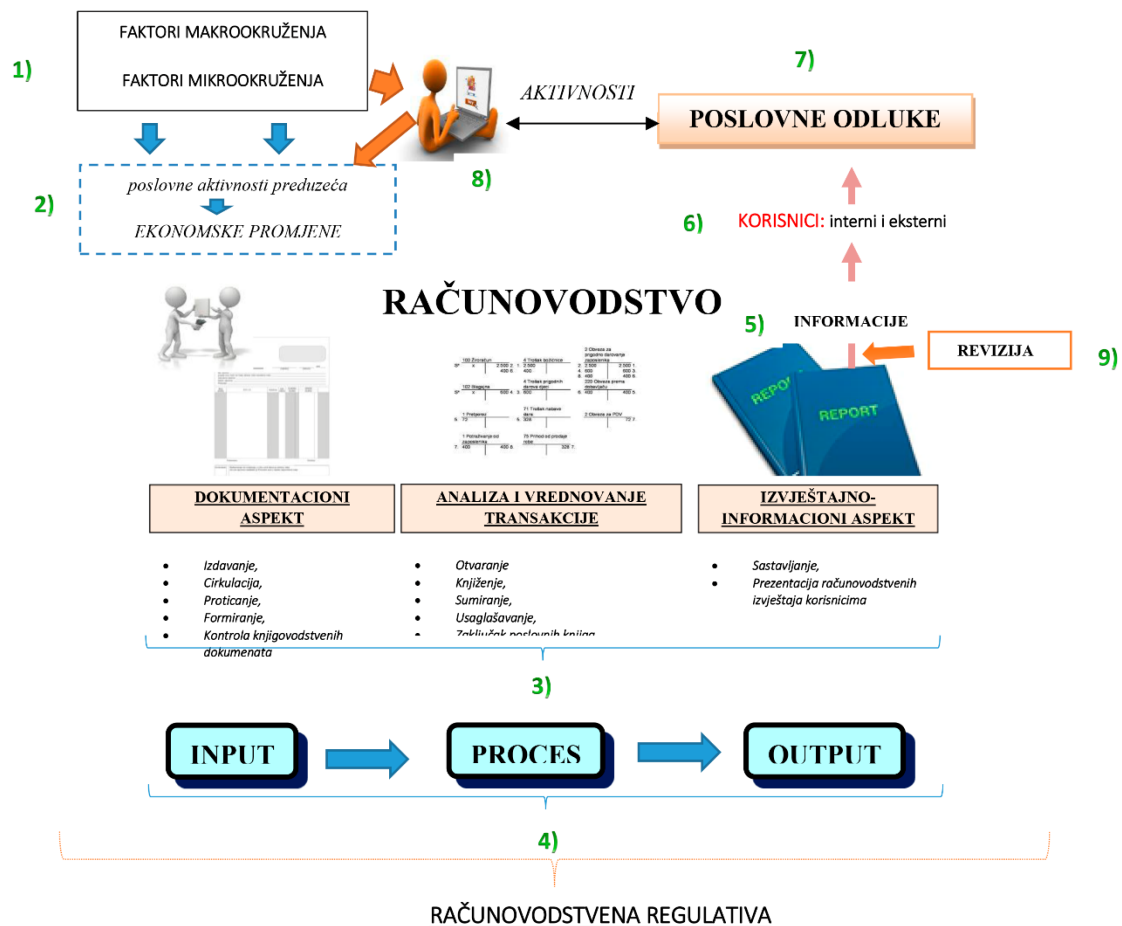 FAKTORI MAKROOKRUŽENJA
1)
FAKTORI MIKROOKRUŽENJA
7)
AKTIVNOSTI
POSLOVNE ODLUKE
8)
2)
poslovne aktivnosti preduzeća
EKONOMSKE PROMJENE
6)
KORISNICI: interni i eksterni
RAČUNOVODSTVO
5)
INFORMACIJE
REVIZIJA
9)
REPORT
REPORT
DOKUMENTACIONI
ASPEKT
ANALIZA I VREDNOVANJE
TRANSAKCIJE
IZVJEŠTAJNO-
INFORMACIONI ASPEKT
• Izdavanje,
• Cirkulacija,
• Proticanje,
• Formiranje,
• Kontrola knjigovodstvenih
dokumenata
• Otvaranje
• Knjiženje,
• Sumiranje,
• Usaglašavanje,
• Zaključak poslovnih knjiga
• Sastavljanje,
• Prezentacija računovodstvenih
izvještaja korisnicima
3)
INPUT
PROCES
OUTPUT
4)
RAČUNOVODSTVENA REGULATIVA